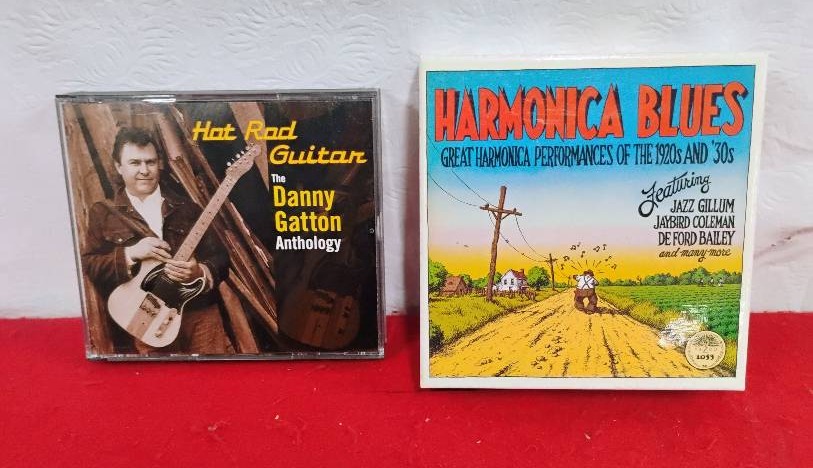 Hot Rod
Guitar
The
Danny
Gatton
Anthology
HARMONICA BLUES
GREAT HARMONICA PERFORMANCES OF THE 1920s AND '30s
Featuring
JAZZ GILLUM
JAYBIRD COLEMAN
DE FORD BAILEY
and many more
1053